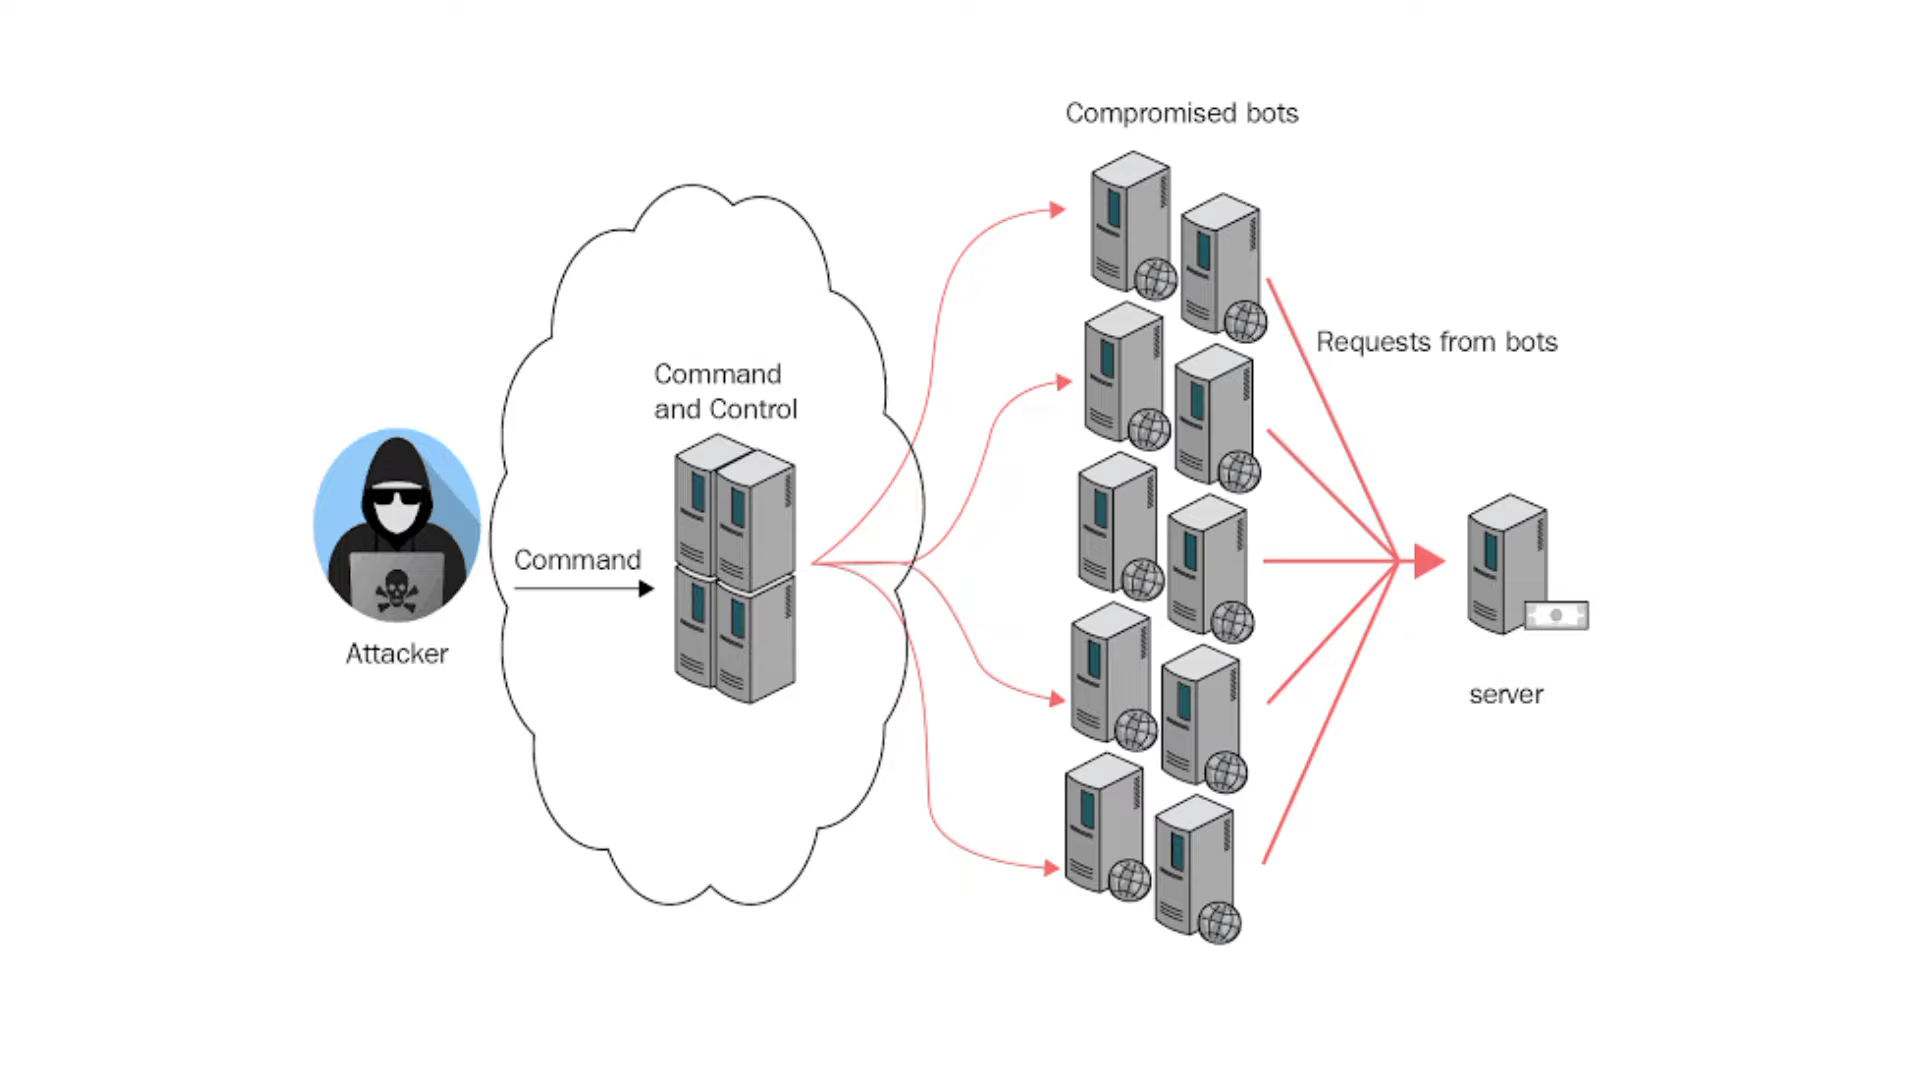 Compromised bots
Requests from bots
Command
and Control
Command
Attacker
server